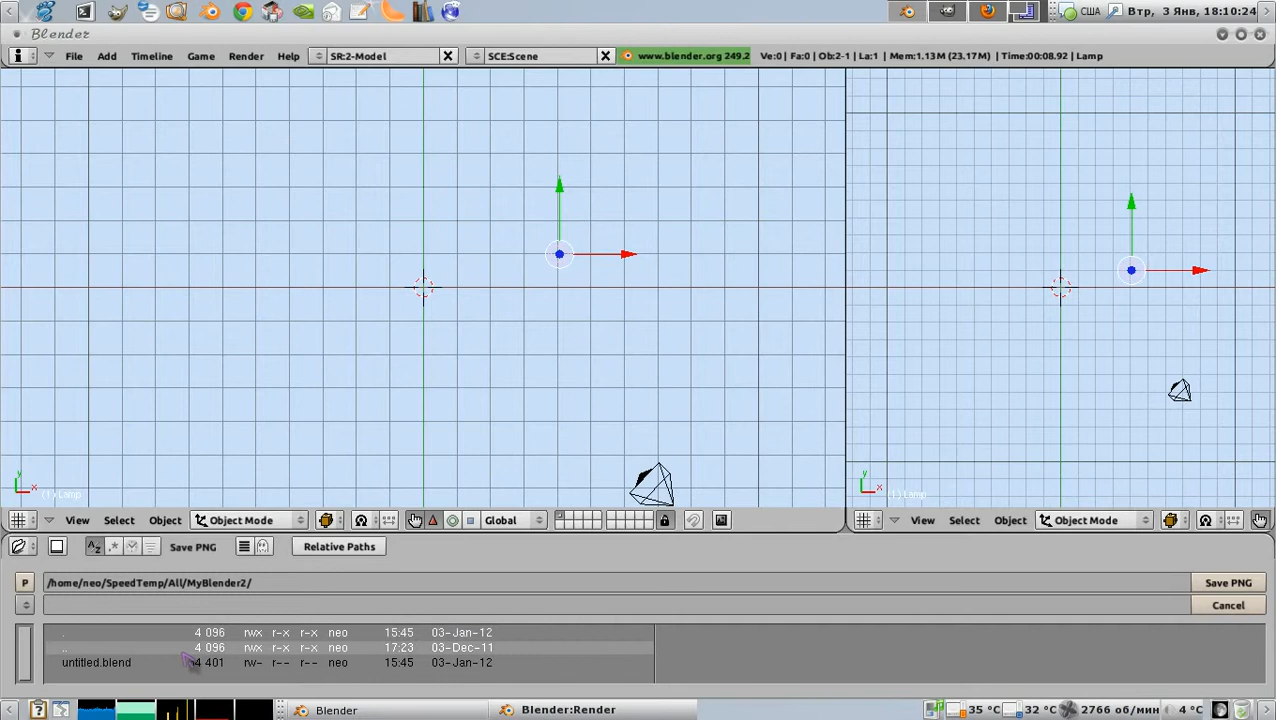 США Втр, 3 Янв, 18:10:24
Blender
File Add Timeline Game Render SR:2-Model SCE:Scene www.blender.org 249.2 Ve:0 | Fa:0 | Ob:2-1 | La:1 | Mem:1.13M (23.17M) | Time:00:08.92 | Lamp
y x (1) Lamp
y x (1) Lamp
View Select Object Object Mode Global
View Select Object Object Mode
Save PNG Relative Paths
P /home/neo/SpeedTemp/All/MyBlender2/ Save PNG
Cancel
. 4 096 rwx r-x r-x neo 15:45 03-Jan-12
.. 4 096 rwx r-x r-x neo 17:23 03-Dec-11
untitled.blend 4 401 rw- r-- r-- neo 15:45 03-Jan-12
Blender Blender:Render 35 °C 32 °C 2766 об/мин 4 °C